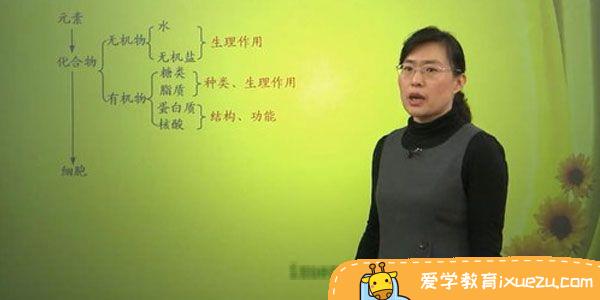 元素
化合物
细胞
无机物
有机物
水
无机盐
糖类
脂质
蛋白质
核酸
生理作用
种类、生理作用
结构、功能
爱学教育ixuezu.com